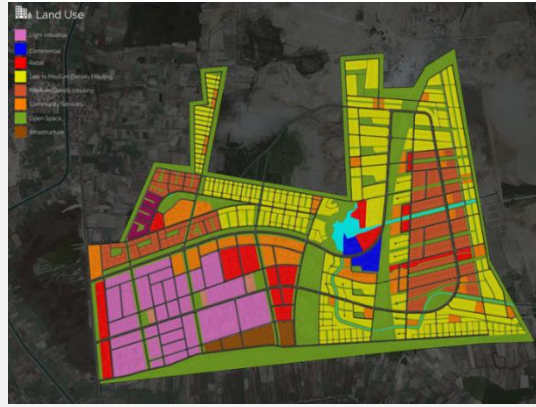 Land Use
Light Industrial
Commercial
Retail
Low to Medium Density Housing
Medium Density Housing
Community Services
Open Space
Infrastructure